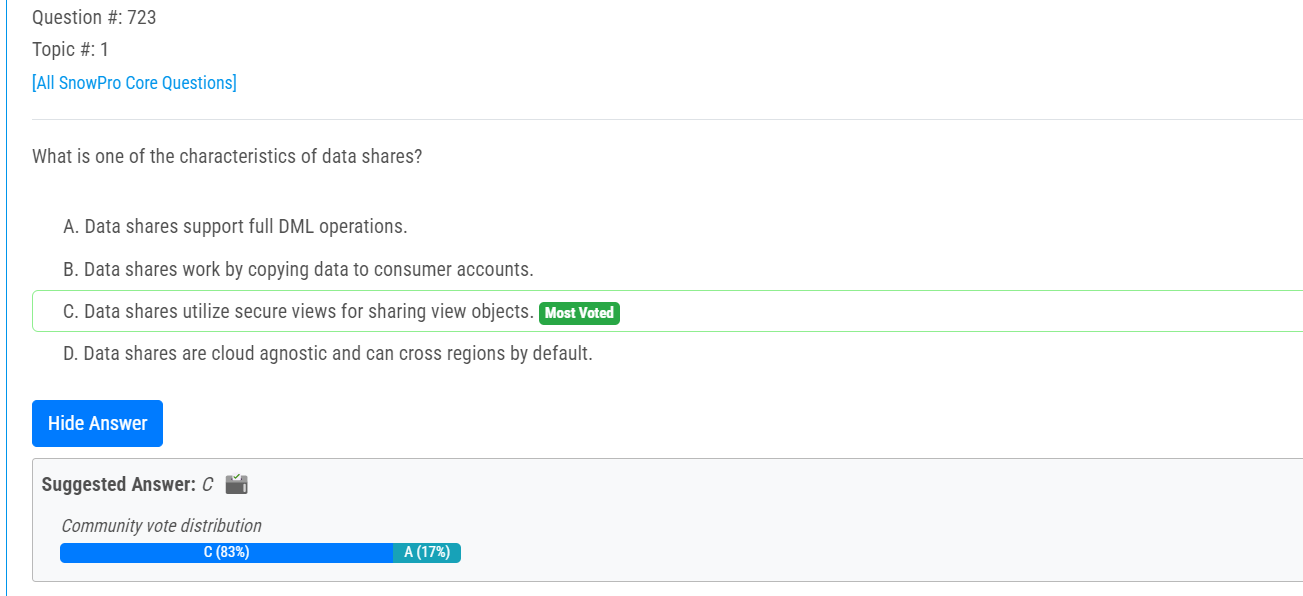 Question #: 723
Topic #: 1
[All SnowPro Core Questions]
What is one of the characteristics of data shares?
A. Data shares support full DML operations.
B. Data shares work by copying data to consumer accounts.
C. Data shares utilize secure views for sharing view objects. Most Voted
D. Data shares are cloud agnostic and can cross regions by default.
Hide Answer
Suggested Answer: C
Community vote distribution
C (83%) A (17%)